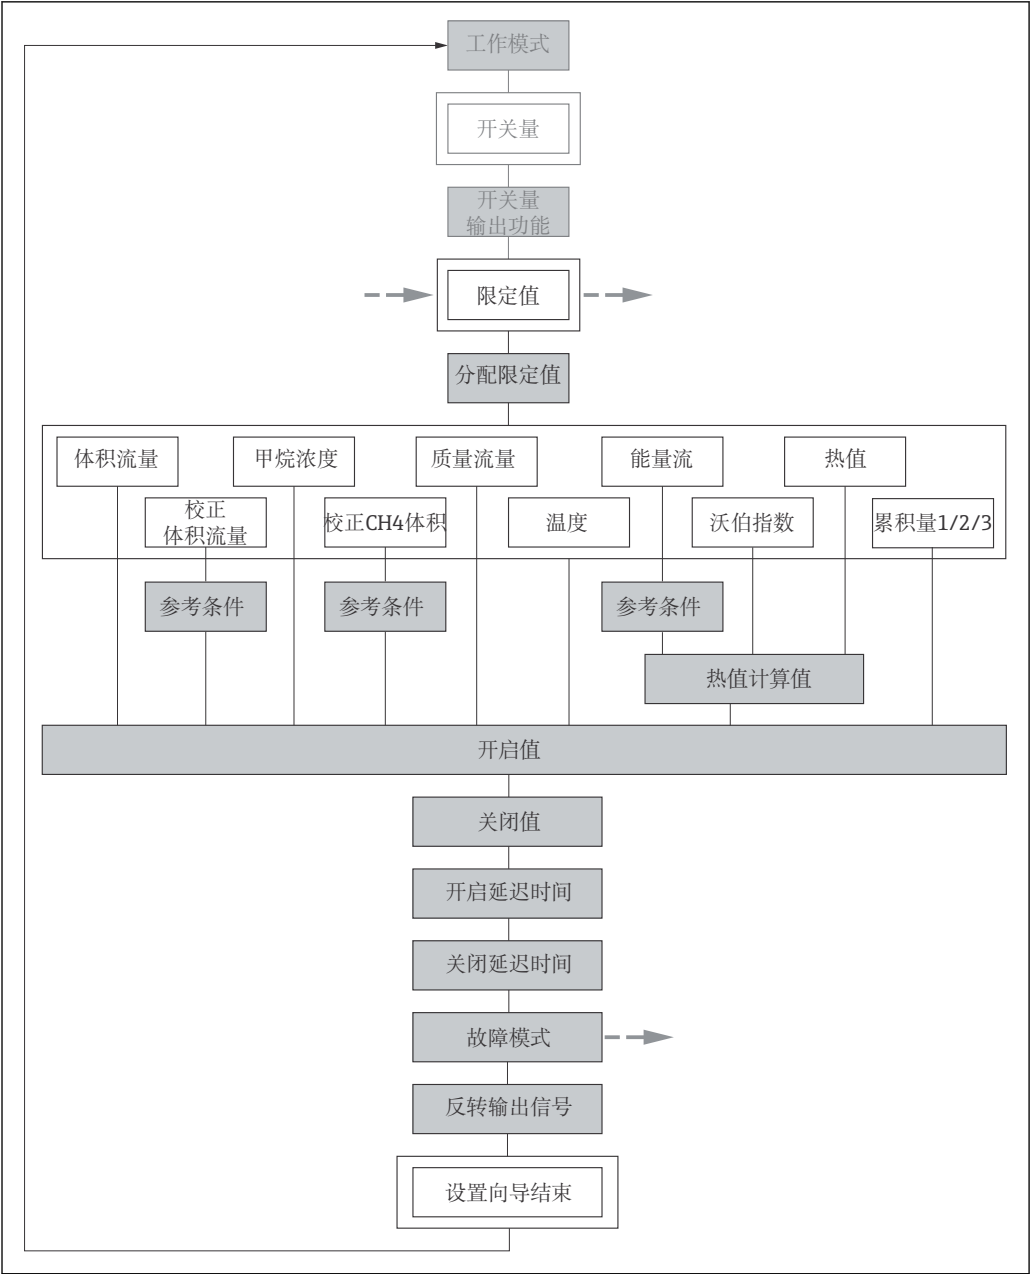 工作模式
开关量
开关量
输出功能
限定值
分配限定值
体积流量
甲烷浓度
质量流量
能量流
热值
校正
体积流量
校正CH4体积
温度
沃伯指数
累积量1/2/3
参考条件
参考条件
参考条件
热值计算值
开启值
关闭值
开启延迟时间
关闭延迟时间
故障模式
反转输出信号
设置向导结束